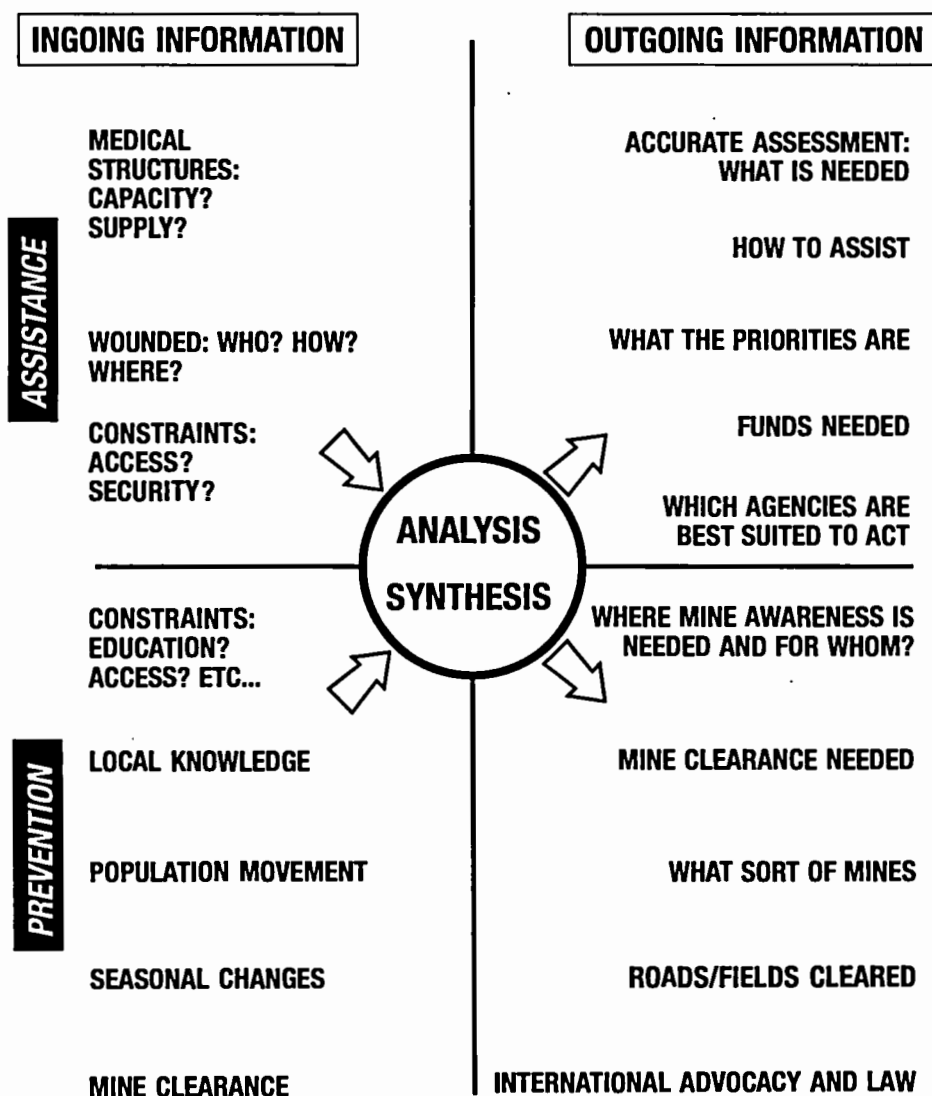 INGOING INFORMATION
OUTGOING INFORMATION
ASSISTANCE
MEDICAL
STRUCTURES:
CAPACITY?
SUPPLY?
WOUNDED: WHO? HOW?
WHERE?
CONSTRAINTS:
ACCESS?
SECURITY?
ACCURATE ASSESSMENT:
WHAT IS NEEDED
HOW TO ASSIST
WHAT THE PRIORITIES ARE
FUNDS NEEDED
WHICH AGENCIES ARE
BEST SUITED TO ACT
ANALYSIS
SYNTHESIS
PREVENTION
CONSTRAINTS:
EDUCATION?
ACCESS? ETC...
LOCAL KNOWLEDGE
POPULATION MOVEMENT
SEASONAL CHANGES
MINE CLEARANCE
WHERE MINE AWARENESS IS
NEEDED AND FOR WHOM?
MINE CLEARANCE NEEDED
WHAT SORT OF MINES
ROADS/FIELDS CLEARED
INTERNATIONAL ADVOCACY AND LAW